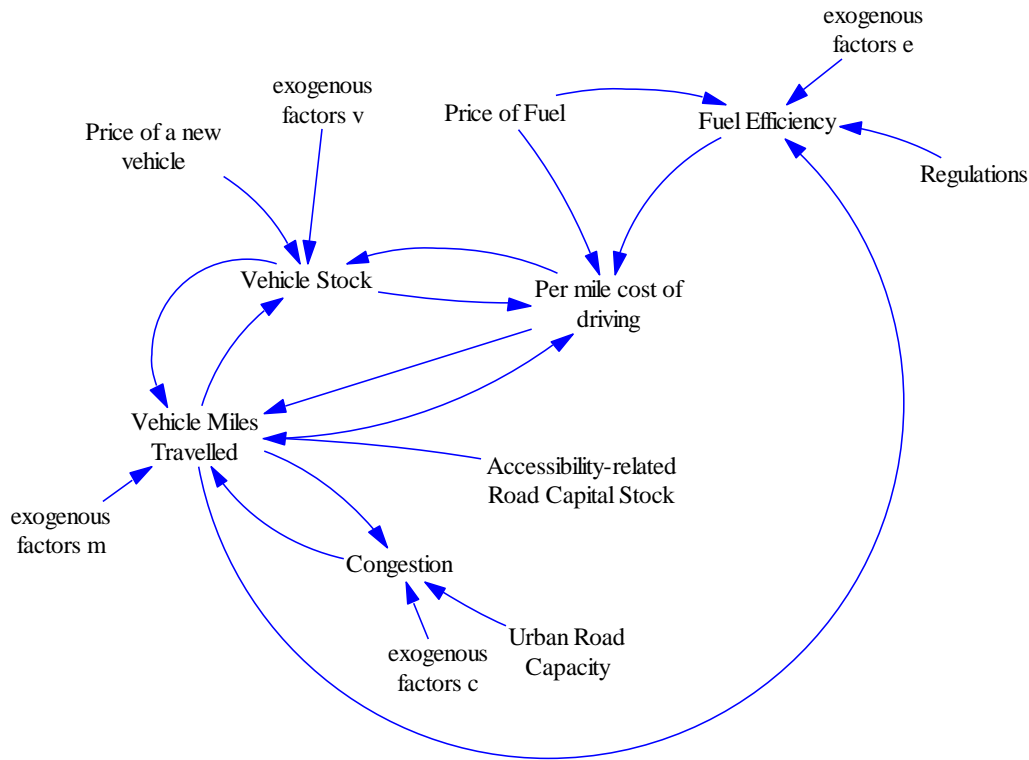 exogenous
factors e
exogenous
factors v
Price of Fuel
Fuel Efficiency
Price of a new
vehicle
Regulations
Vehicle Stock
Per mile cost of
driving
Vehicle Miles
Travelled
Accessibility-related
Road Capital Stock
exogenous
factors m
Congestion
Urban Road
Capacity
exogenous
factors c